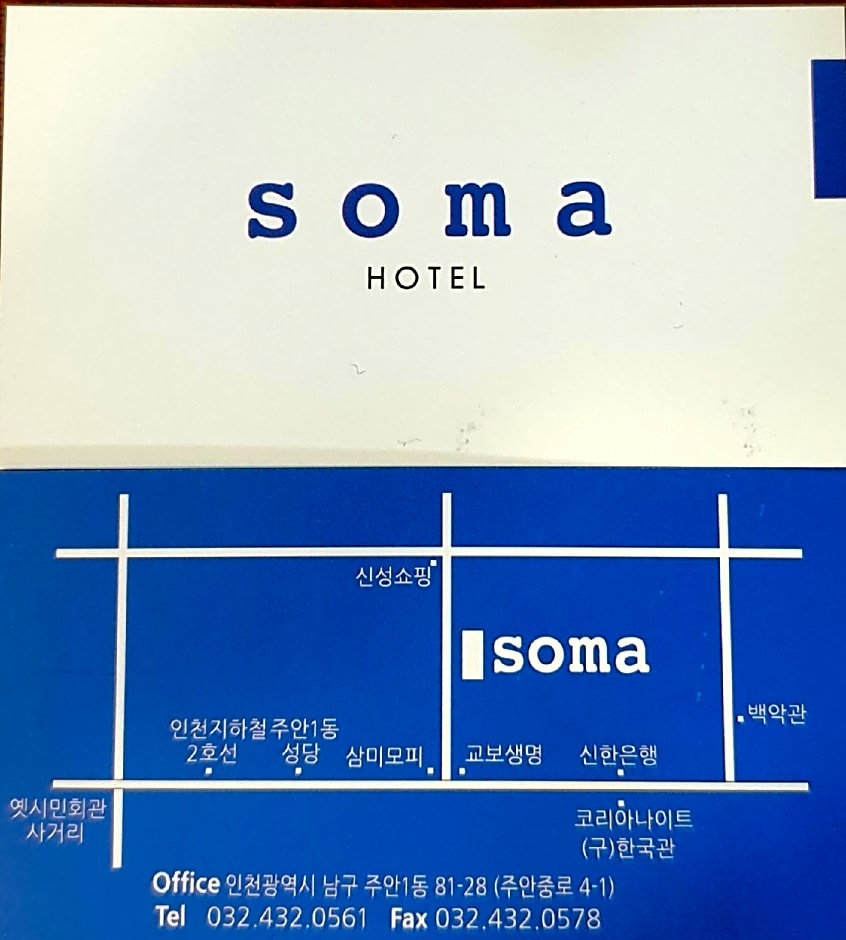 soma
HOTEL
신성쇼핑
soma
백악관
인천지하철 2호선
주안1동 성당
삼미모피
교보생명
신한은행
옛시민회관
사거리
코리아나이트
(구)한국관
Office 인천광역시 남구 주안1동 81-28 (주안중로 4-1)
Tel 032.432.0561 Fax 032.432.0578